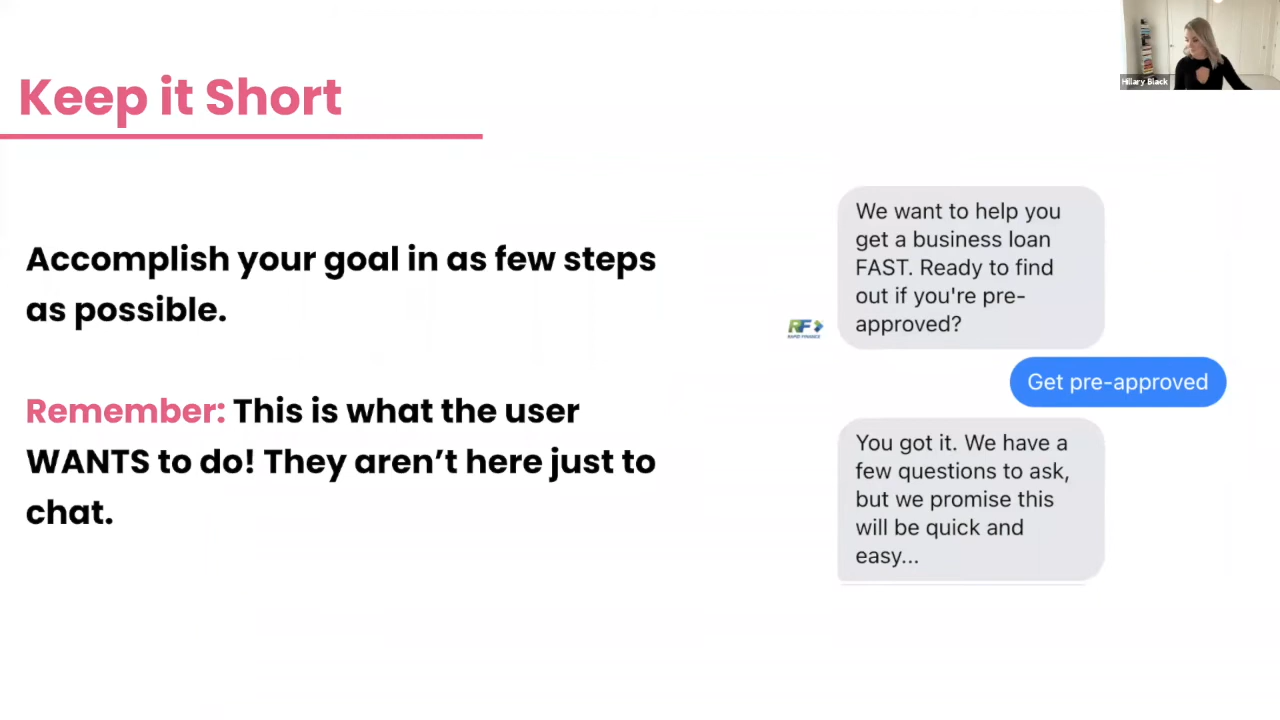 Hillary Black
Keep it Short
Accomplish your goal in as few steps
as possible.
Remember: This is what the user
WANTS to do! They aren’t here just to
chat.
We want to help you
get a business loan
FAST. Ready to find
out if you're pre-
approved?
RF
RAPID FINANCE
Get pre-approved
You got it. We have a
few questions to ask,
but we promise this
will be quick and
easy...